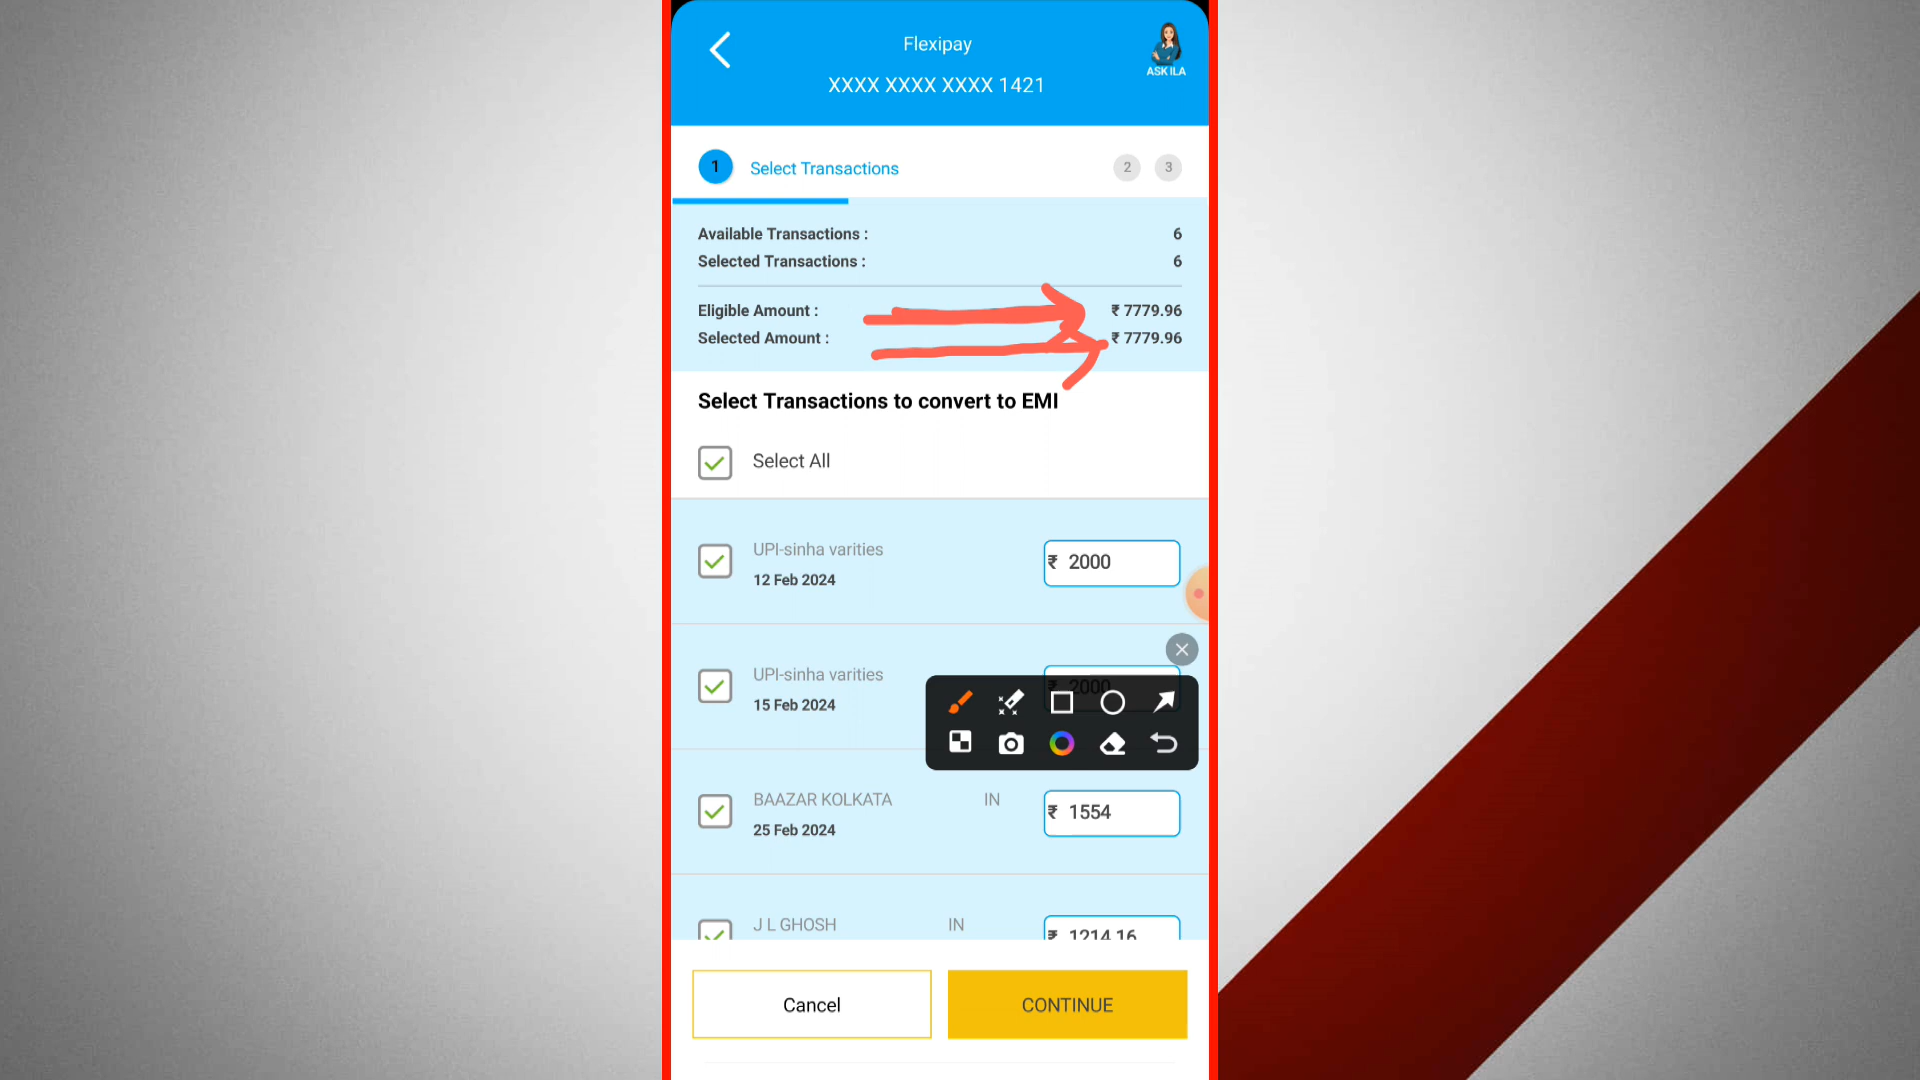 Flexipay
ASK ILA
XXXX XXXX XXXX 1421
1 Select Transactions 2 3
Available Transactions : 6
Selected Transactions : 6
Eligible Amount : ₹ 7779.96
Selected Amount : ₹ 7779.96
Select Transactions to convert to EMI
Select All
UPI-sinha varities ₹ 2000
12 Feb 2024
UPI-sinha varities ₹ 2000
15 Feb 2024
BAAZAR KOLKATA IN ₹ 1554
25 Feb 2024
J L GHOSH IN ₹ 1214.16
Cancel CONTINUE